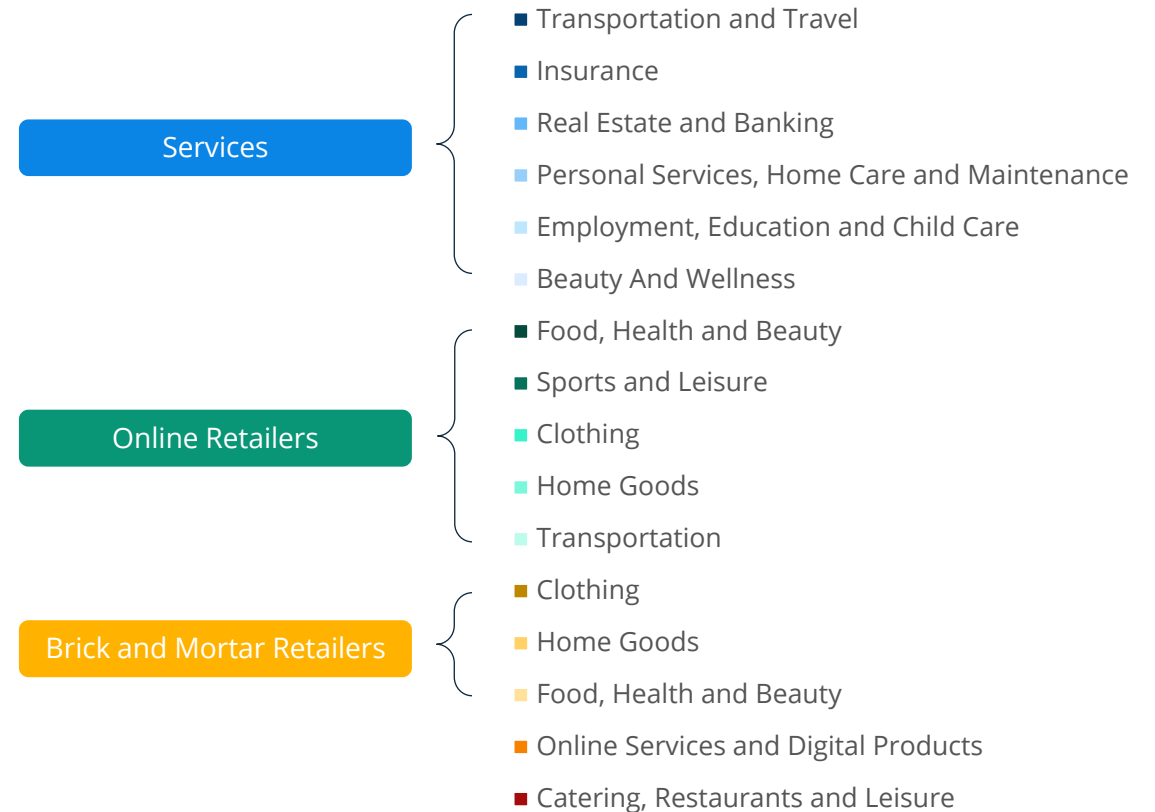 Services
Transportation and Travel
Insurance
Real Estate and Banking
Personal Services, Home Care and Maintenance
Employment, Education and Child Care
Beauty And Wellness
Online Retailers
Food, Health and Beauty
Sports and Leisure
Clothing
Home Goods
Transportation
Brick and Mortar Retailers
Clothing
Home Goods
Food, Health and Beauty
Online Services and Digital Products
Catering, Restaurants and Leisure